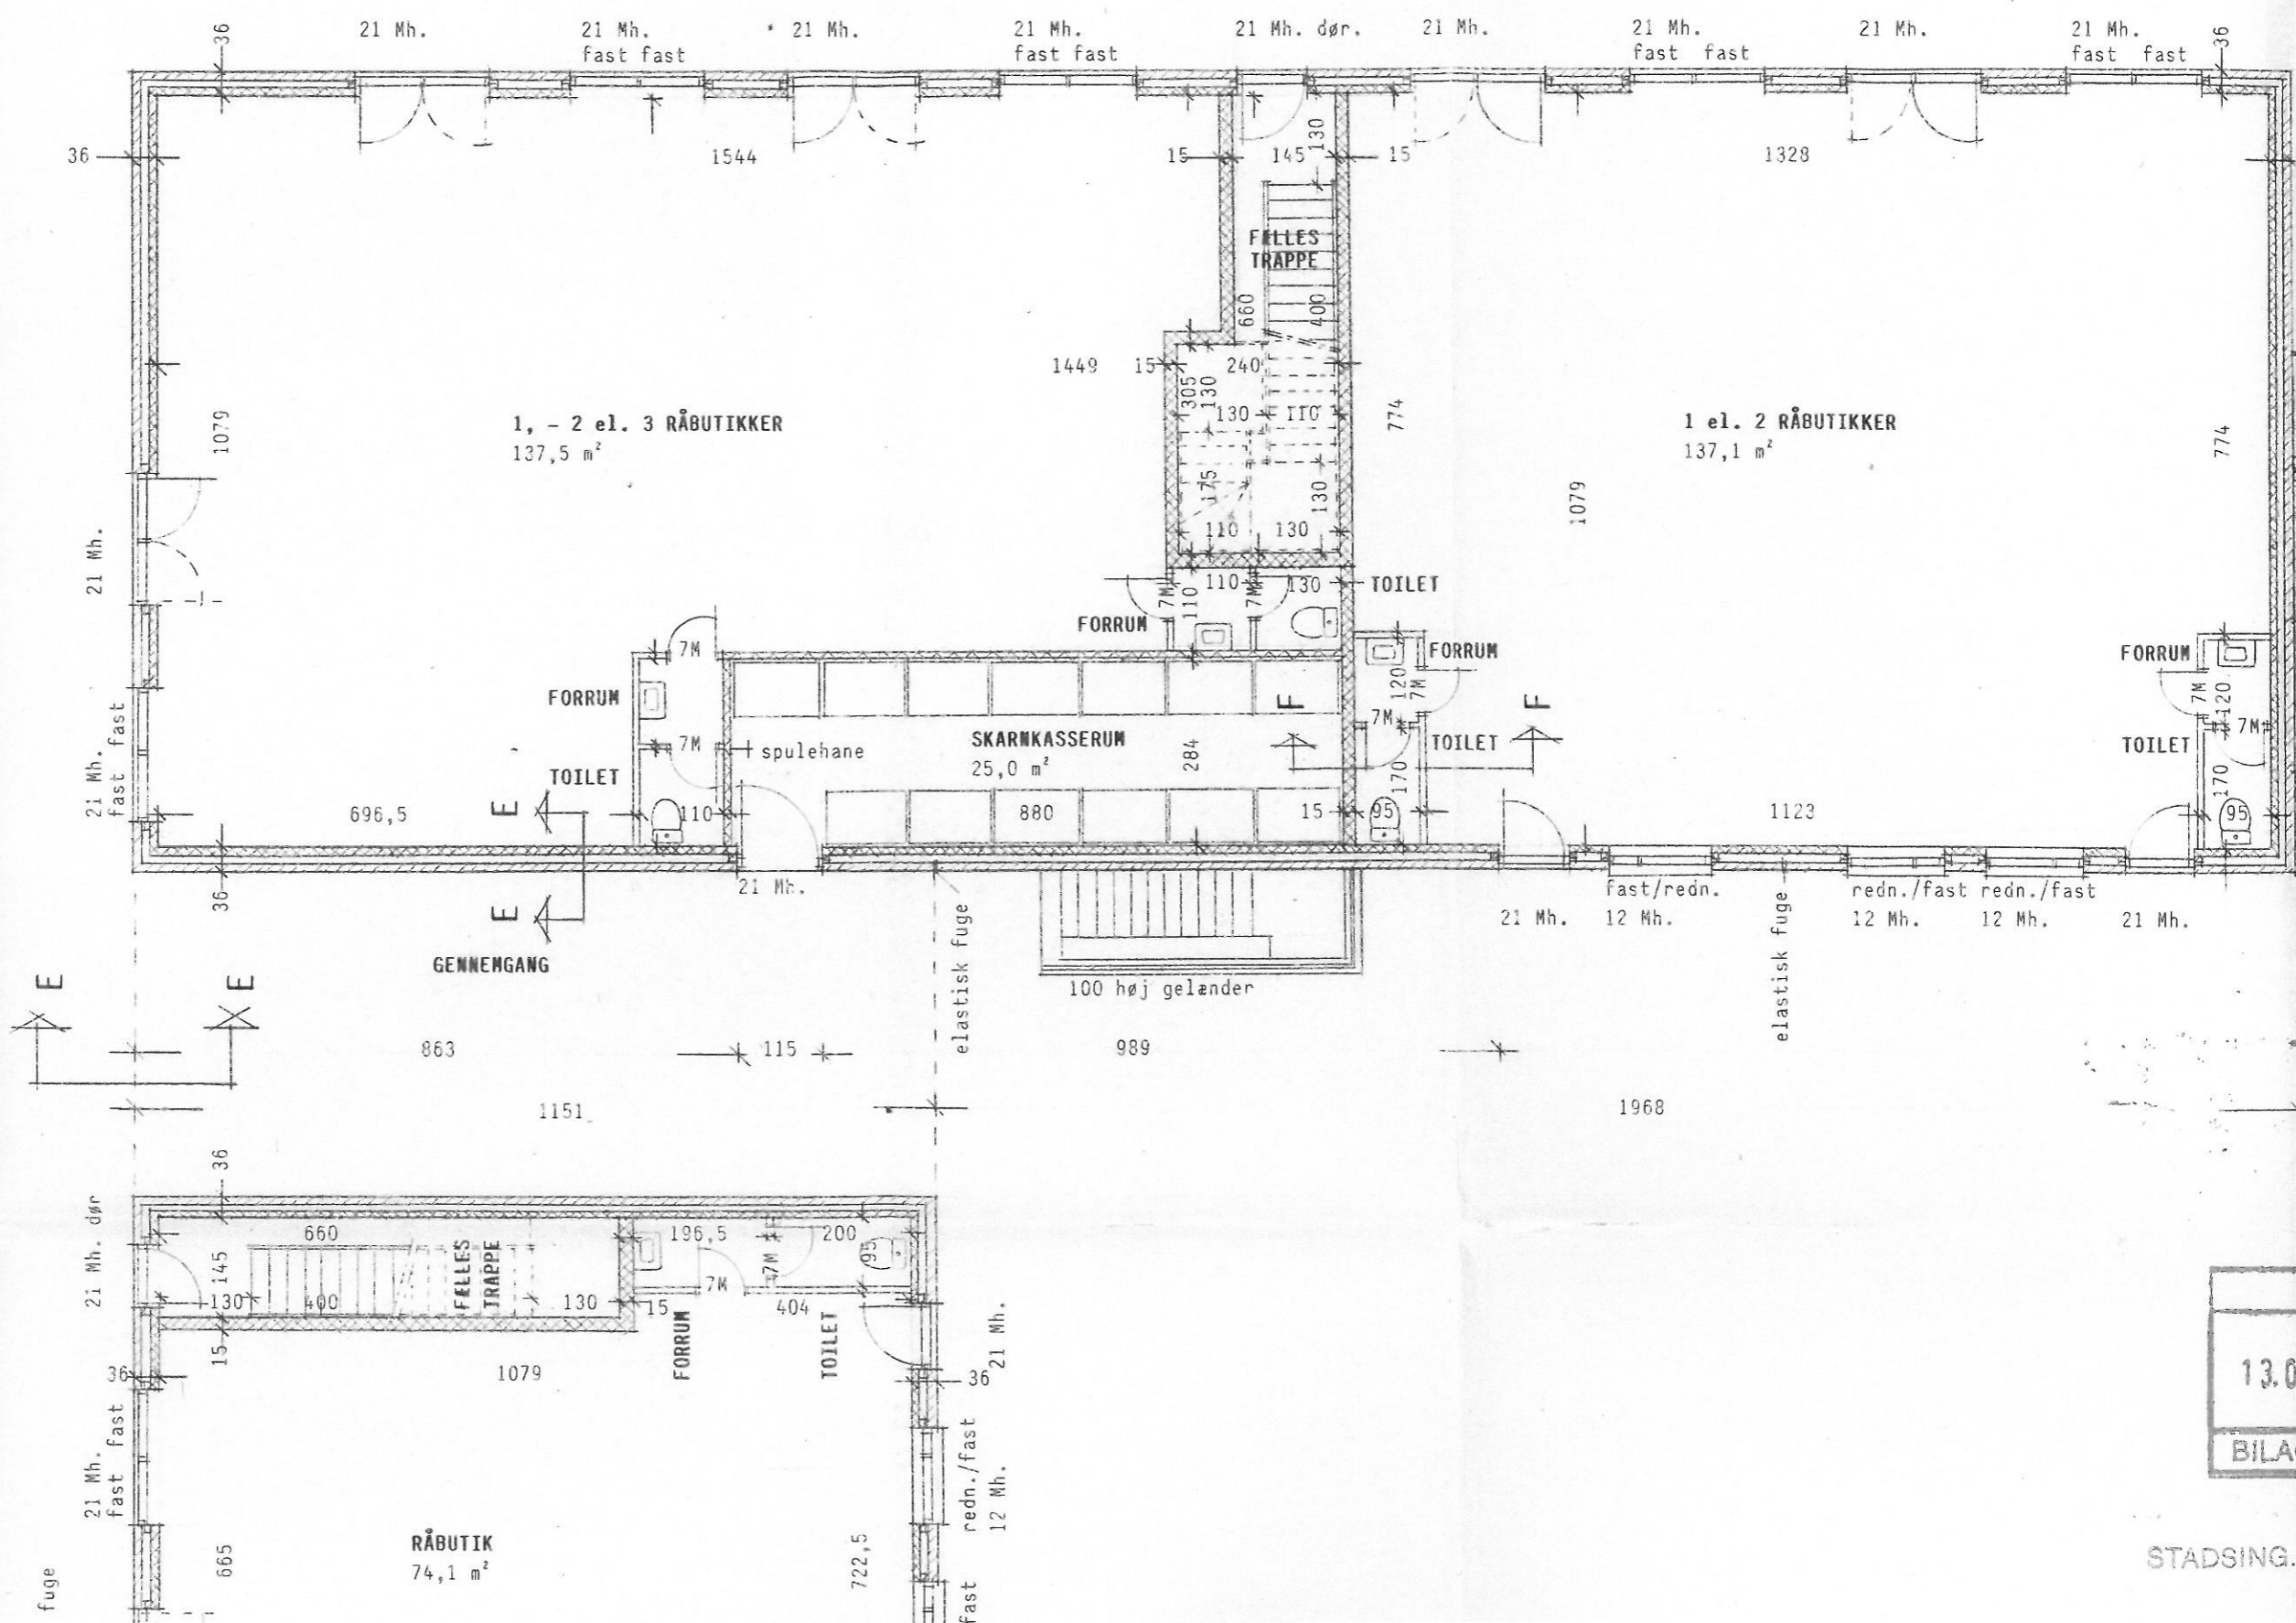 21 Mh.
21 Mh.
fast fast
21 Mh.
21 Mh.
fast fast
21 Mh. dør.
21 Mh.
21 Mh.
fast fast
21 Mh.
21 Mh.
fast fast
36
36
36
1544
15
145
15
130
1328
FÆLLES
TRAPPE
660
400
1449
15
240
305
130
130
110
774
1079
1, - 2 el. 3 RÅBUTIKKER
137,5 m²
1 el. 2 RÅBUTIKKER
137,1 m²
774
1079
175
130
110
130
21 Mh.
7M
110
110
7M
130
TOILET
FORRUM
7M
FORRUM
FORRUM
120
7M
FORRUM
7M
120
7M
spulehane
SKARNKASSERUM
25,0 m²
284
F
F
7M
TOILET
170
TOILET
7M
170
TOILET
21 Mh.
fast fast
696,5
E
110
880
15
95
1123
95
36
E
21 Mh.
fast/redn.
12 Mh.
redn./fast
12 Mh.
redn./fast
12 Mh.
21 Mh.
21 Mh.
elastisk fuge
elastisk fuge
GENNEMGANG
E
E
100 høj gelænder
863
115
989
1151
1968
36
21 Mh. dør
660
FÆLLES
TRAPPE
196,5
200
95
145
7M
7M
130
400
130
15
404
FORRUM
TOILET
15
36
1079
36
21 Mh.
21 Mh.
fast fast
redn./fast
12 Mh.
RÅBUTIK
74,1 m²
665
722,5
fuge
fast
13.0
BILA
STADSING.